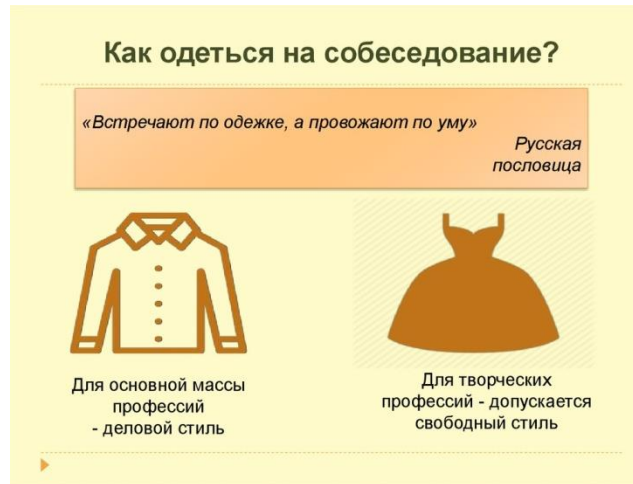 Как одеться на собеседование?
«Встречают по одежке, а провожают по уму»
Русская
пословица
Для основной массы
профессий
- деловой стиль
Для творческих
профессий - допускается
свободный стиль